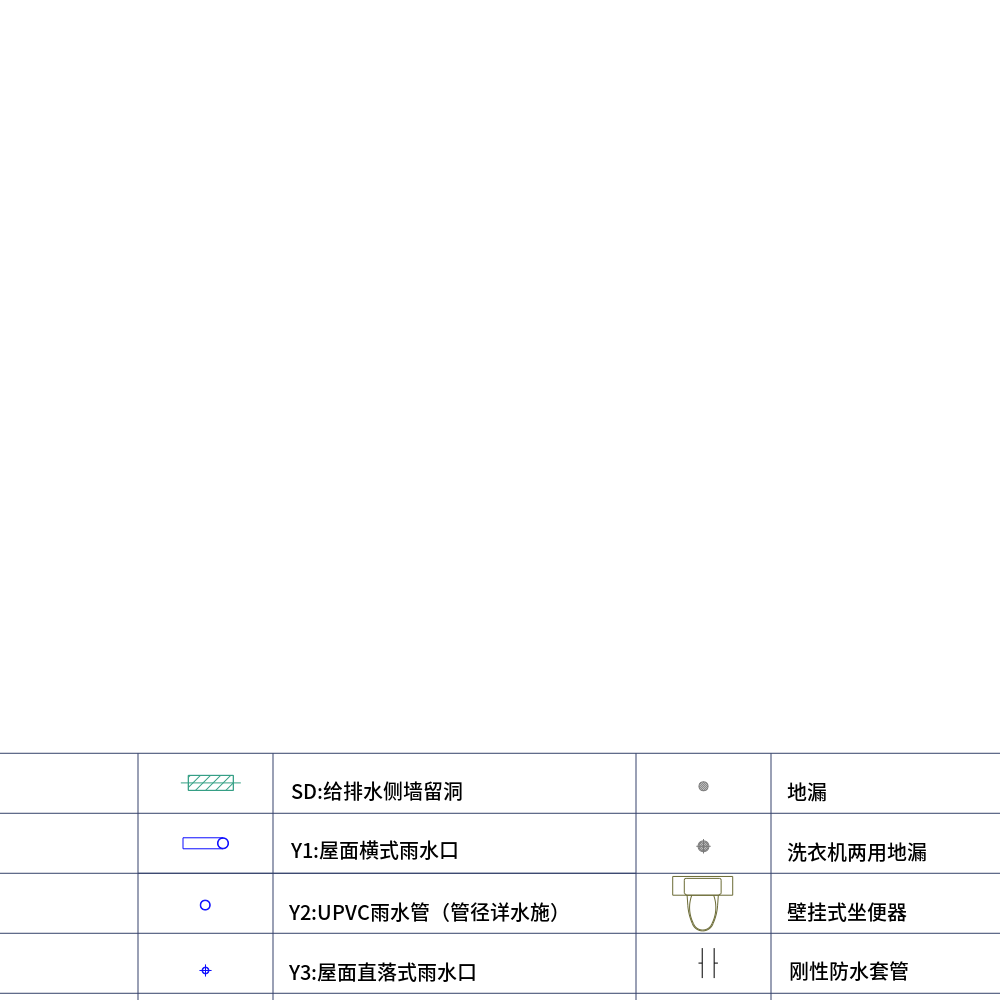 SD:给排水侧墙留洞
地漏
Y1:屋面横式雨水口
洗衣机两用地漏
Y2:UPVC雨水管（管径详水施）
壁挂式坐便器
Y3:屋面直落式雨水口
刚性防水套管